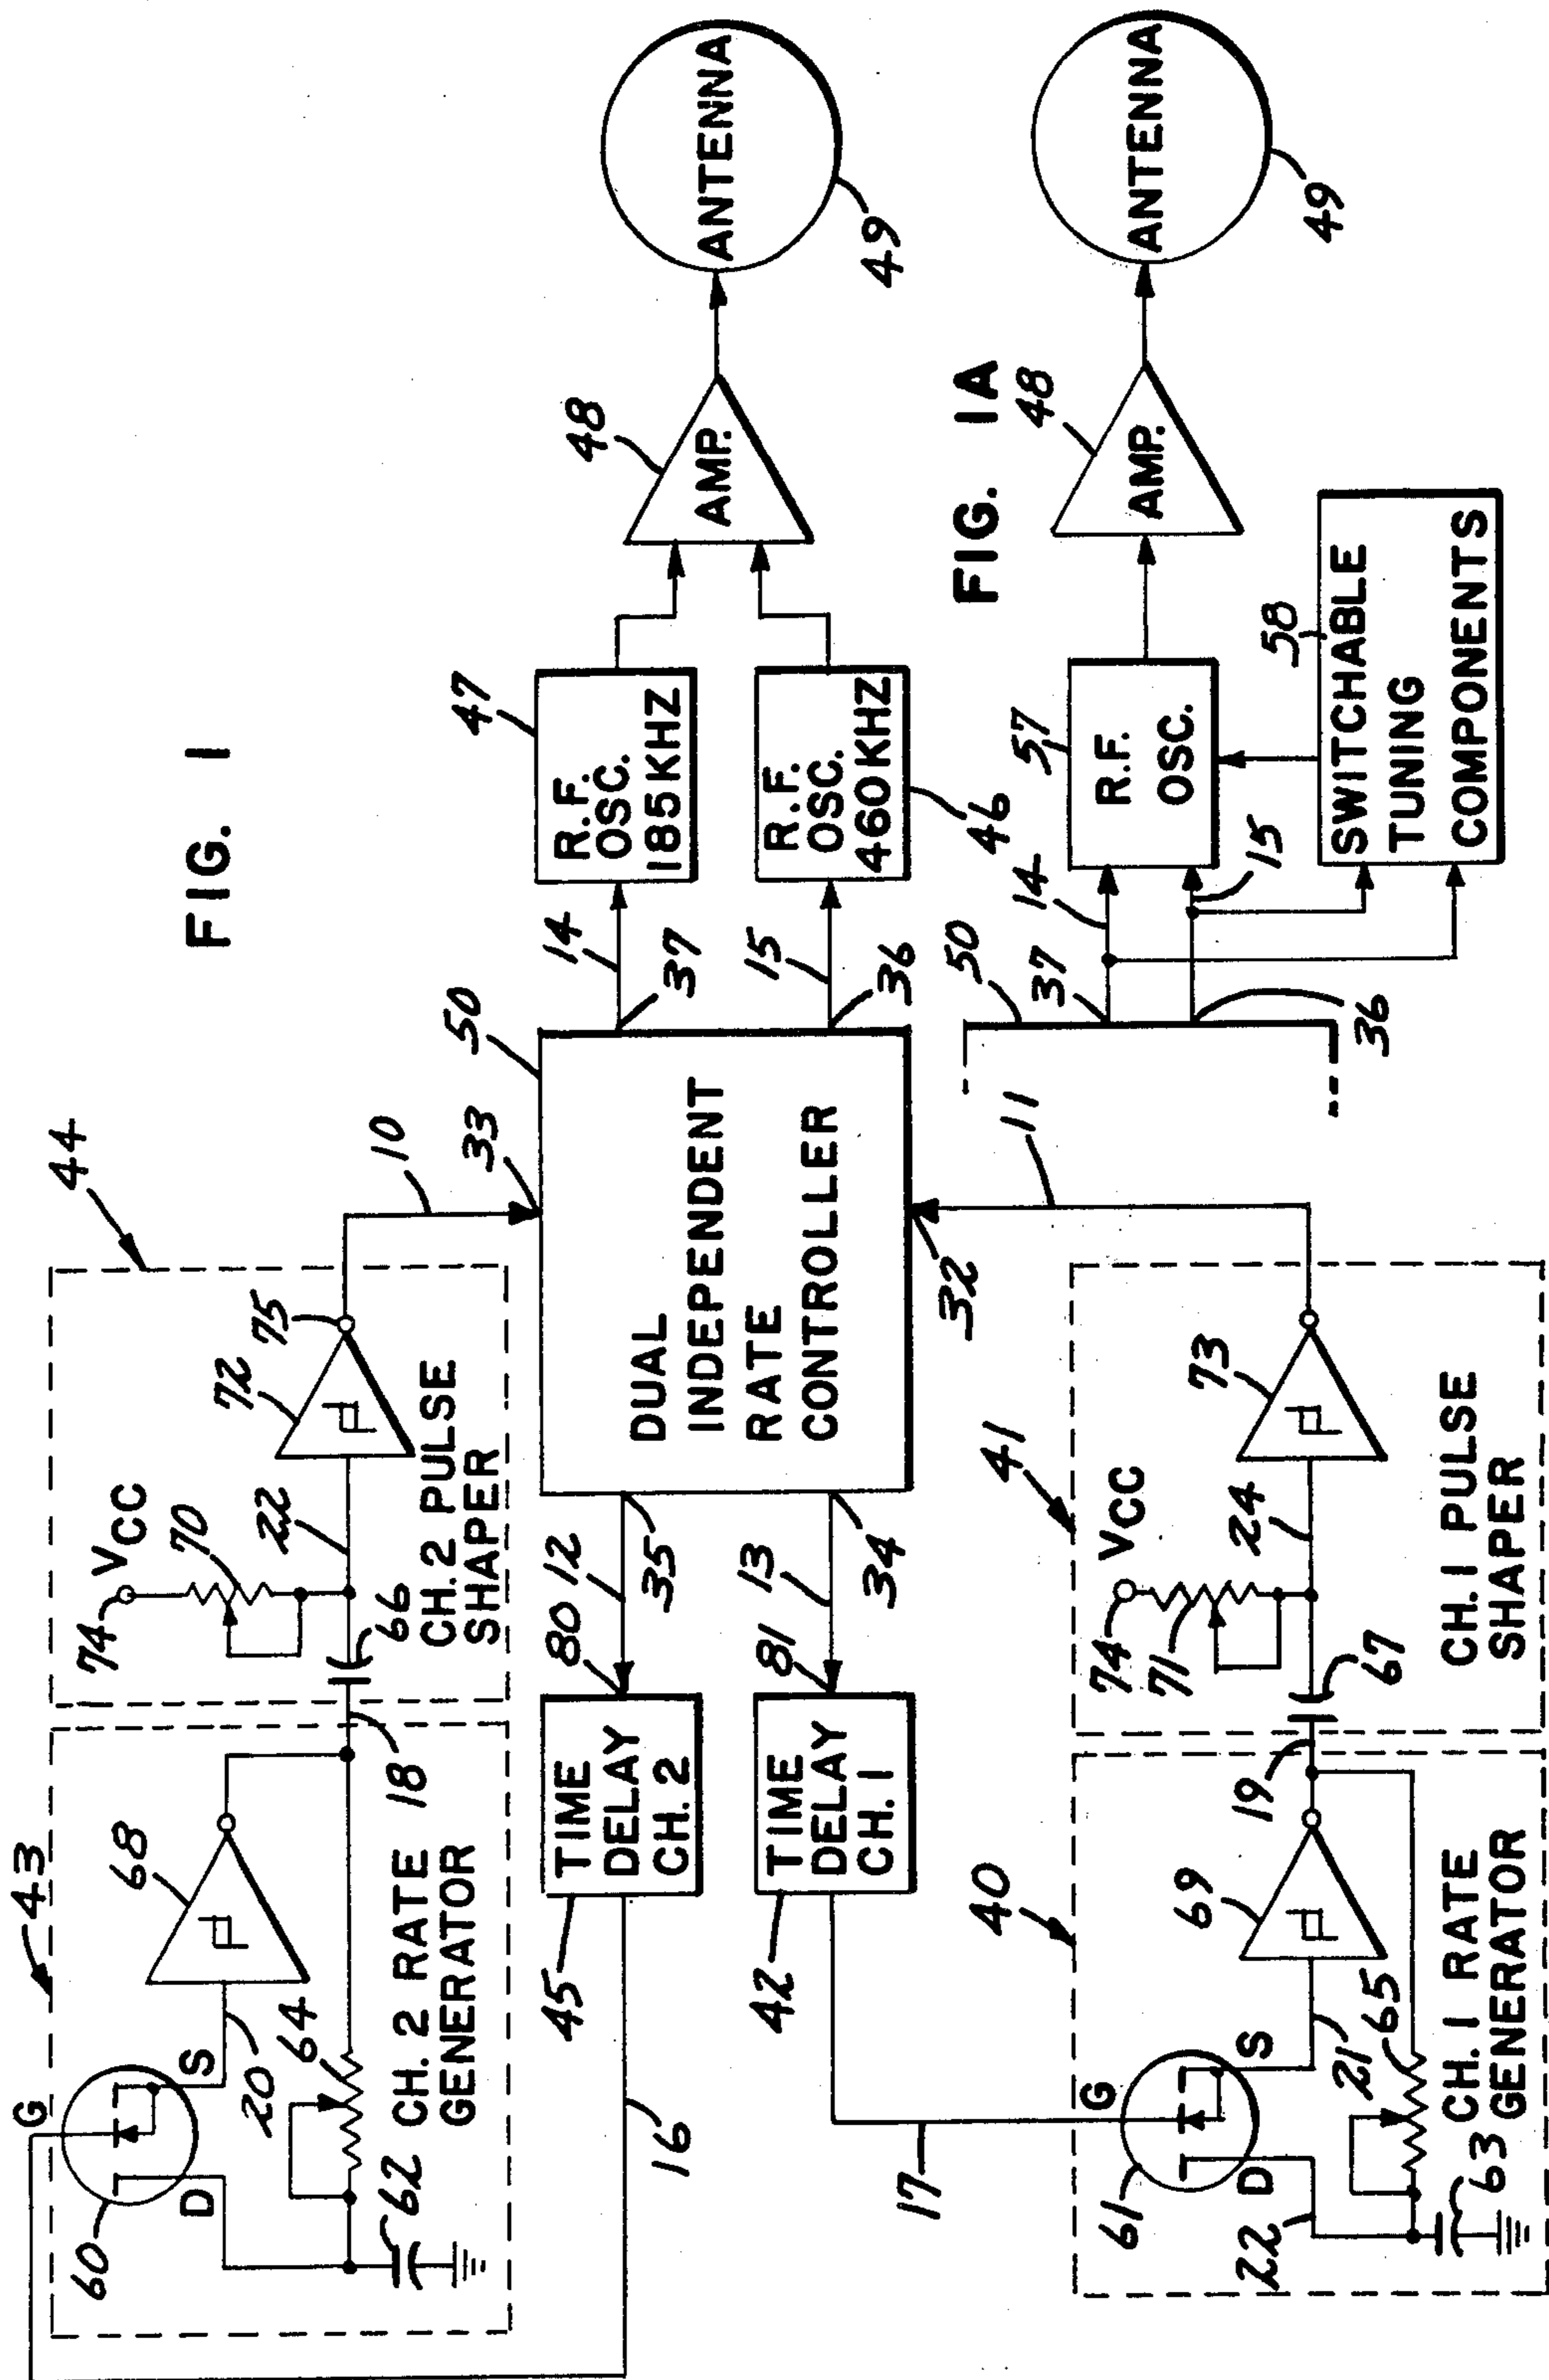 FIG. 1
43
G
60
D
S
20
68
64
62
CH. 2 RATE
GENERATOR
18
44
74
VCC
70
22
72
75
66
CH. 2 PULSE
SHAPER
10
33
50
DUAL
INDEPENDENT
RATE
CONTROLLER
35
12
80
TIME
DELAY
CH. 2
45
16
34
13
81
TIME
DELAY
CH. 1
42
17
37
14
R.F.
OSC.
185KHZ
47
36
15
R.F.
OSC.
460KHZ
46
48
AMP.
ANTENNA
49
40
G
61
D
S
21
22
69
65
63
CH. 1 RATE
GENERATOR
19
41
74
VCC
71
24
73
67
CH. 1 PULSE
SHAPER
11
32
FIG. 1A
50
37
36
14
15
57
R.F.
OSC.
58
SWITCHABLE
TUNING
COMPONENTS
48
AMP.
ANTENNA
49